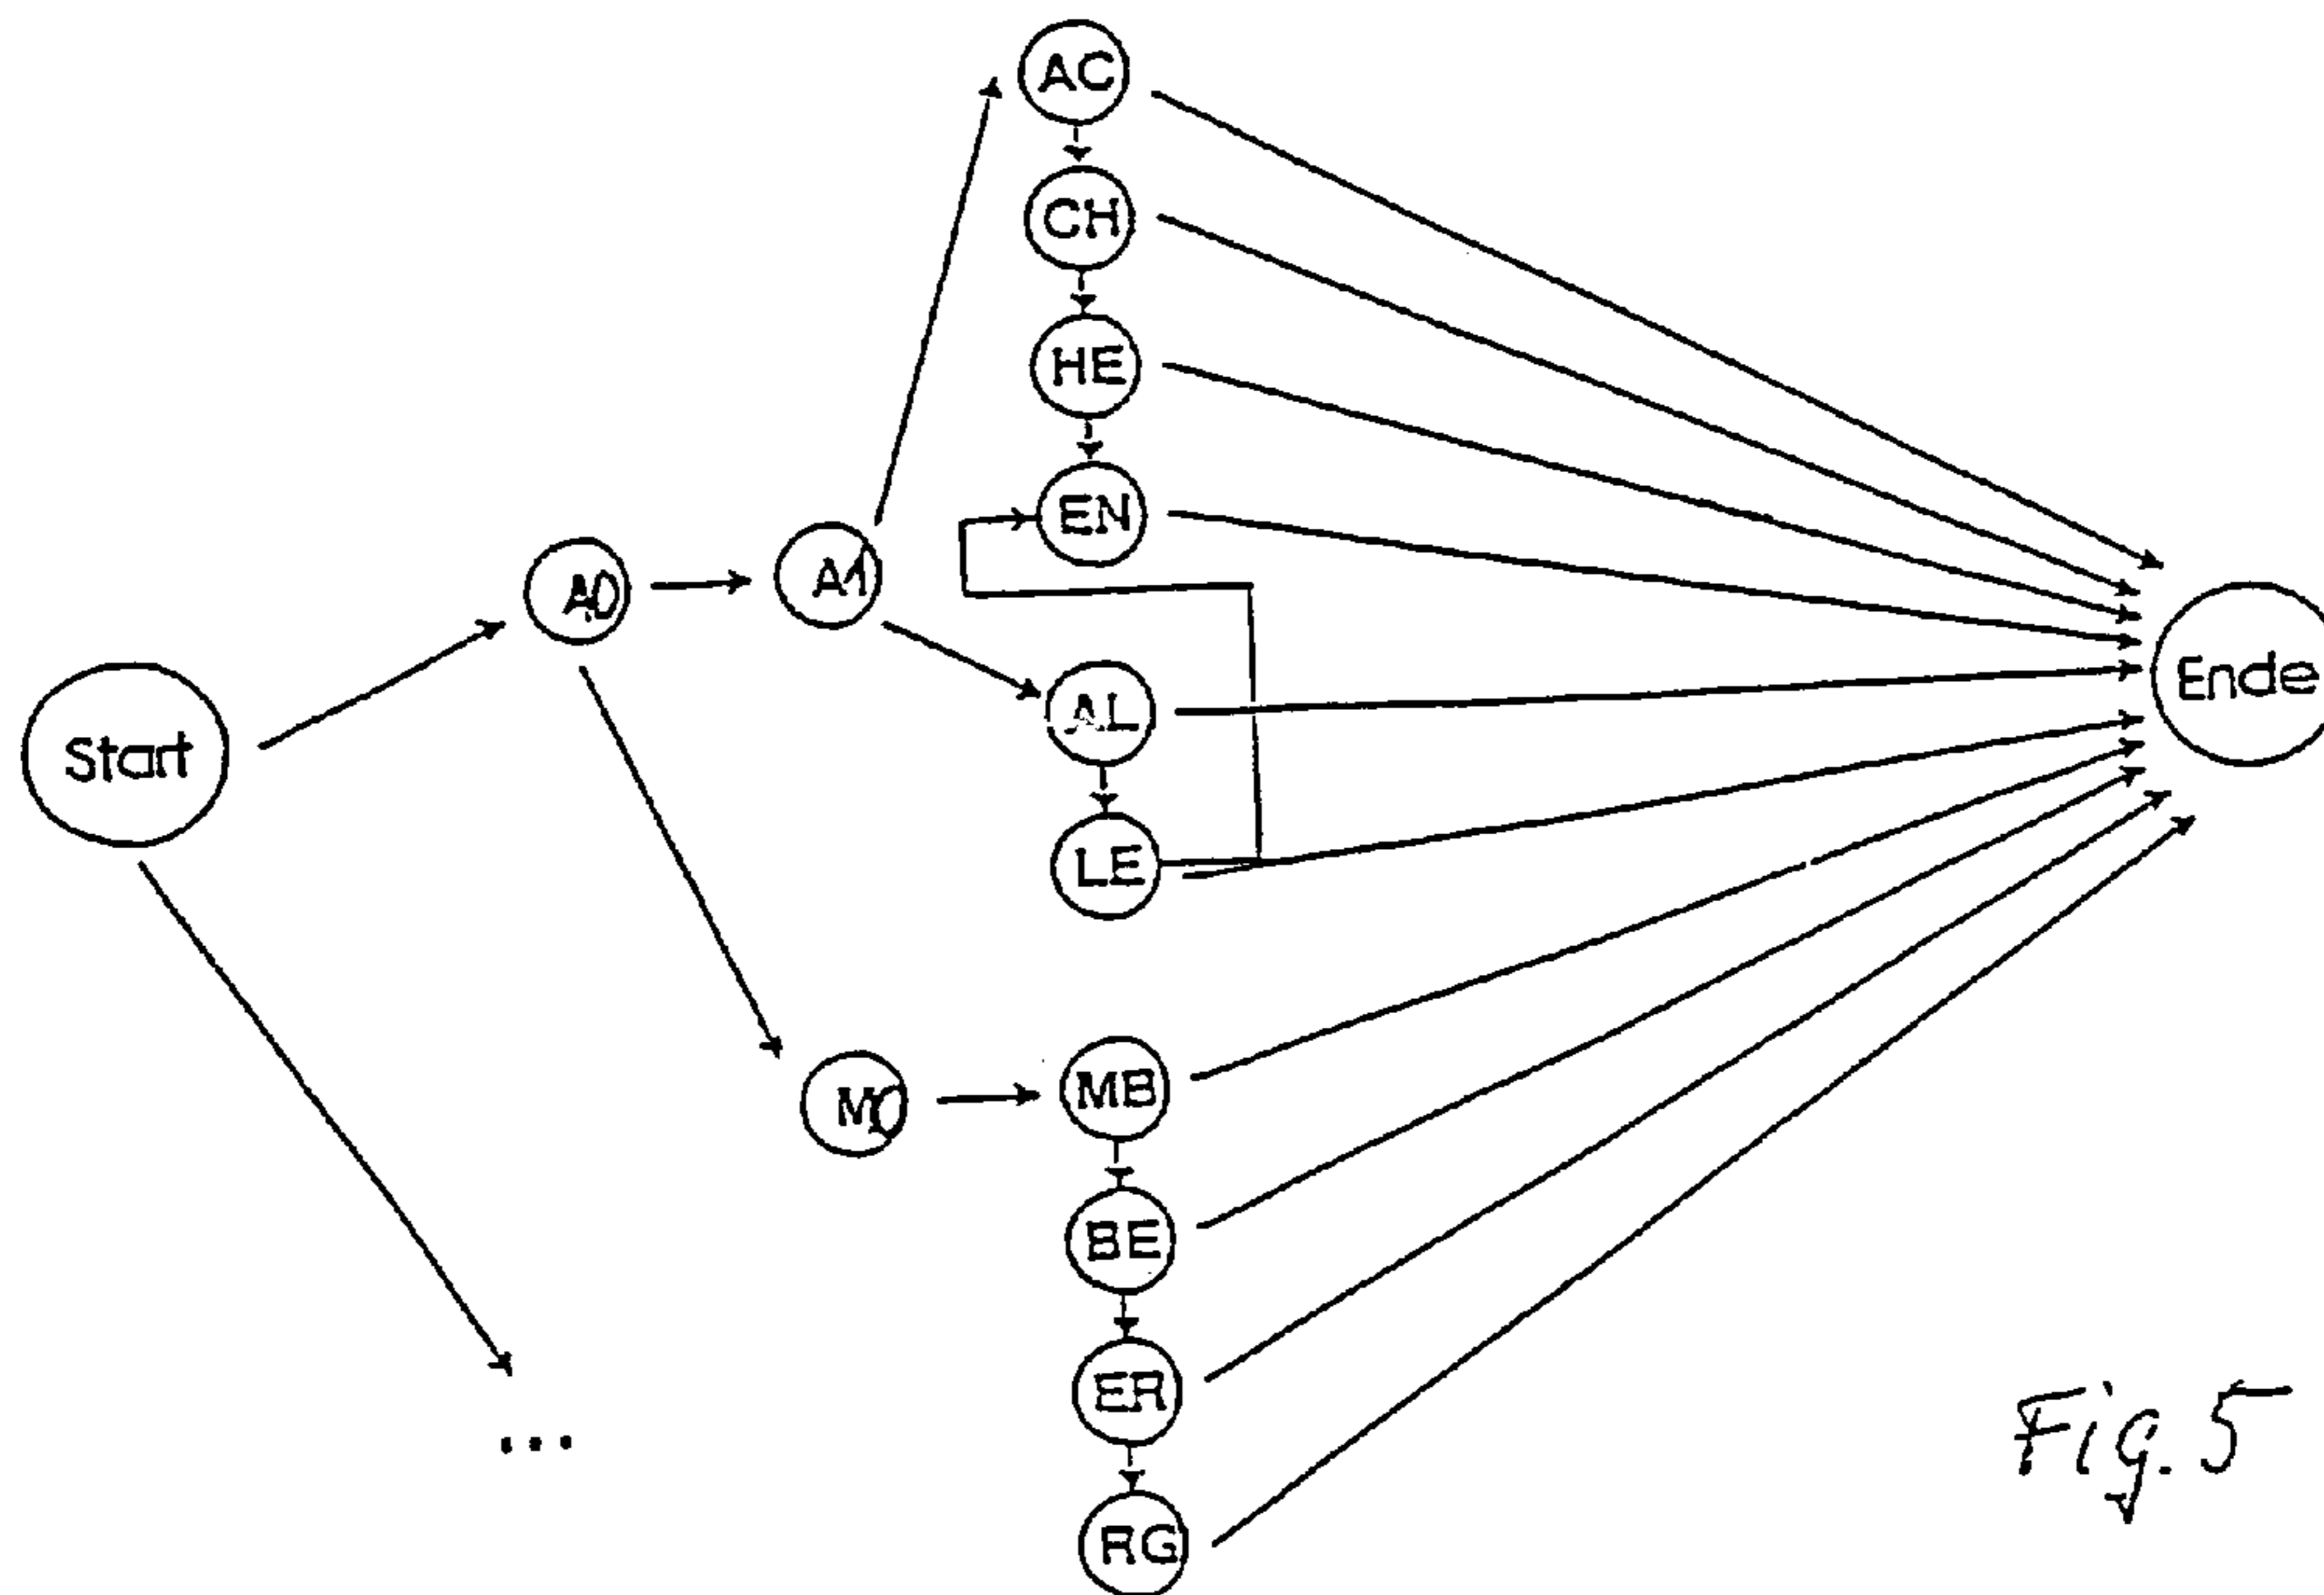 AC
CH
HE
EN
A0
A1
AL
Start
Ende
LE
M0
MB
BE
ER
RG
...
Fig. 5